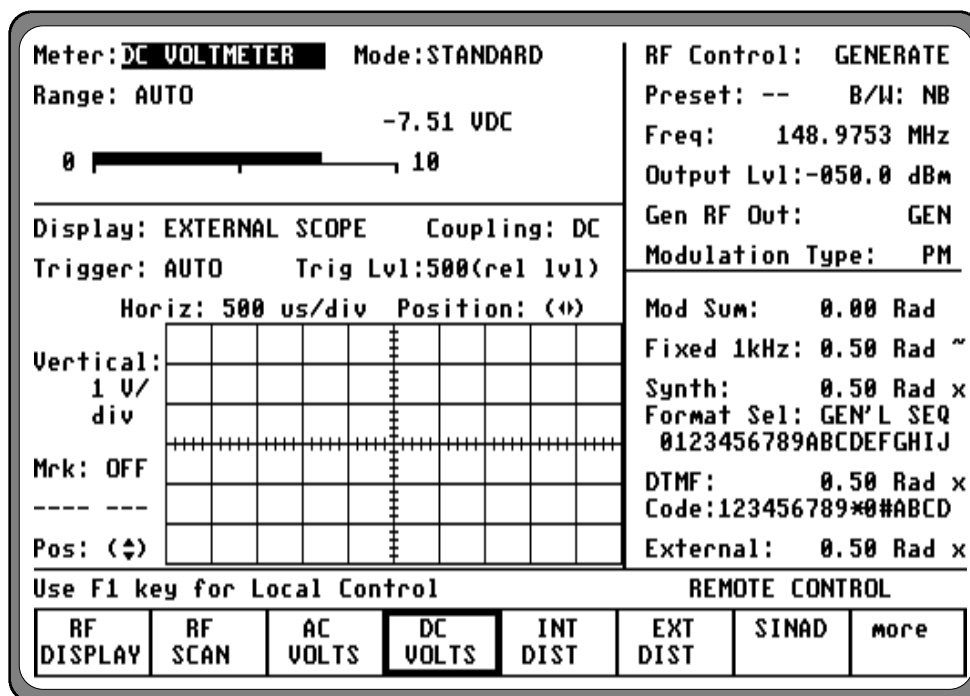 Meter:DC VOLTMETER Mode:STANDARD
Range: AUTO
-7.51 VDC
0 10
Display: EXTERNAL SCOPE Coupling: DC
Trigger: AUTO Trig Lvl:500(rel lvl)
Horiz: 500 us/div Position: (◂▸)
Vertical:
1 V/
div
Mrk: OFF
---- ---
Pos: (▴▾)
RF Control: GENERATE
Preset: -- B/W: NB
Freq: 148.9753 MHz
Output Lvl:-050.0 dBm
Gen RF Out: GEN
Modulation Type: PM
Mod Sum: 0.00 Rad
Fixed 1kHz: 0.50 Rad ~
Synth: 0.50 Rad x
Format Sel: GEN'L SEQ
0123456789ABCDEFGHIJ
DTMF: 0.50 Rad x
Code:123456789*0#ABCD
External: 0.50 Rad x
Use F1 key for Local Control REMOTE CONTROL
RF DISPLAY
RF SCAN
AC VOLTS
DC VOLTS
INT DIST
EXT DIST
SINAD
more